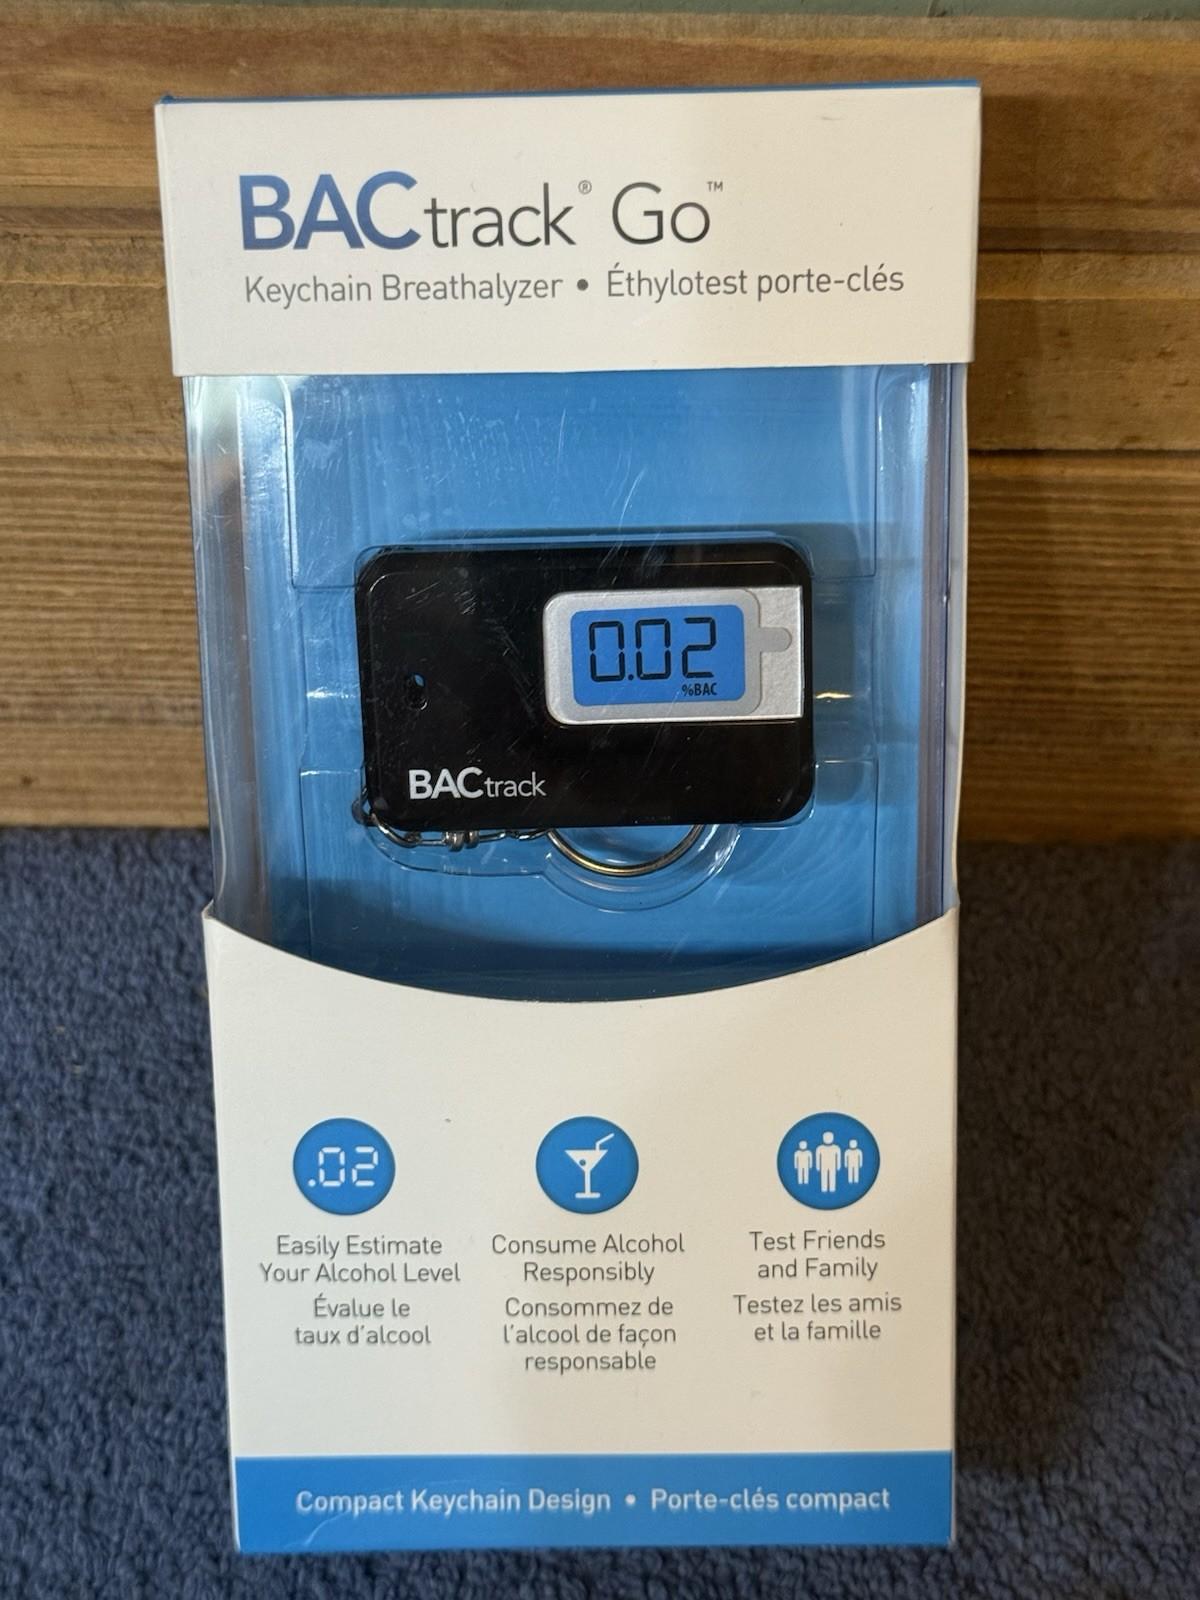 BACtrack® Go™
Keychain Breathalyzer • Éthylotest porte-clés
0.02
%BAC
BACtrack
.02
Easily Estimate
Your Alcohol Level
Évalue le
taux d'alcool
Consume Alcohol
Responsibly
Consommez de
l'alcool de façon
responsable
Test Friends
and Family
Testez les amis
et la famille
Compact Keychain Design • Porte-clés compact